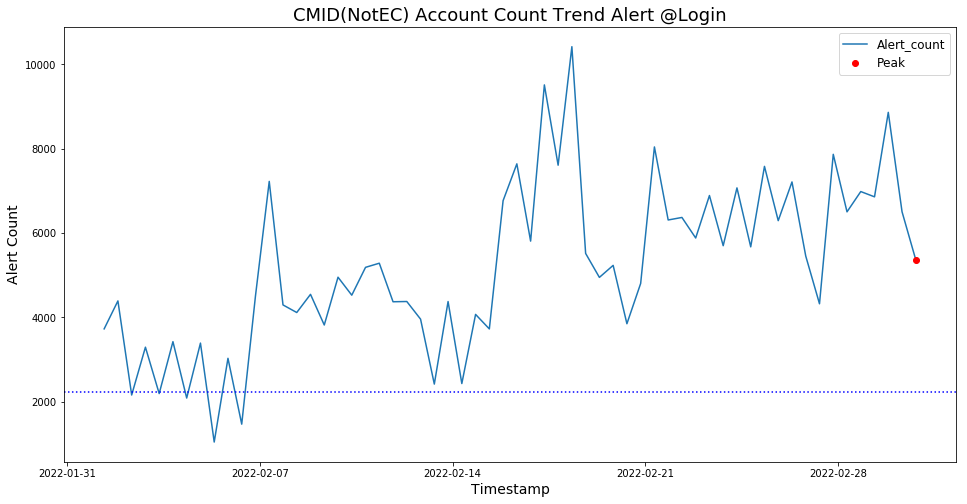 CMID(NotEC) Account Count Trend Alert @Login
Alert_count
Peak
Alert Count
10000
8000
6000
4000
2000
2022-01-31
2022-02-07
2022-02-14
2022-02-21
2022-02-28
Timestamp